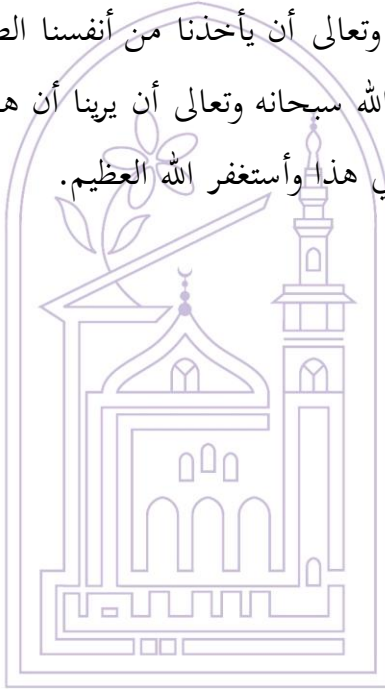 وتعالى أن يأخذنا من أنفسنا
الله سبحانه وتعالى أن يرينا أن
هذا وأستغفر الله العظيم.